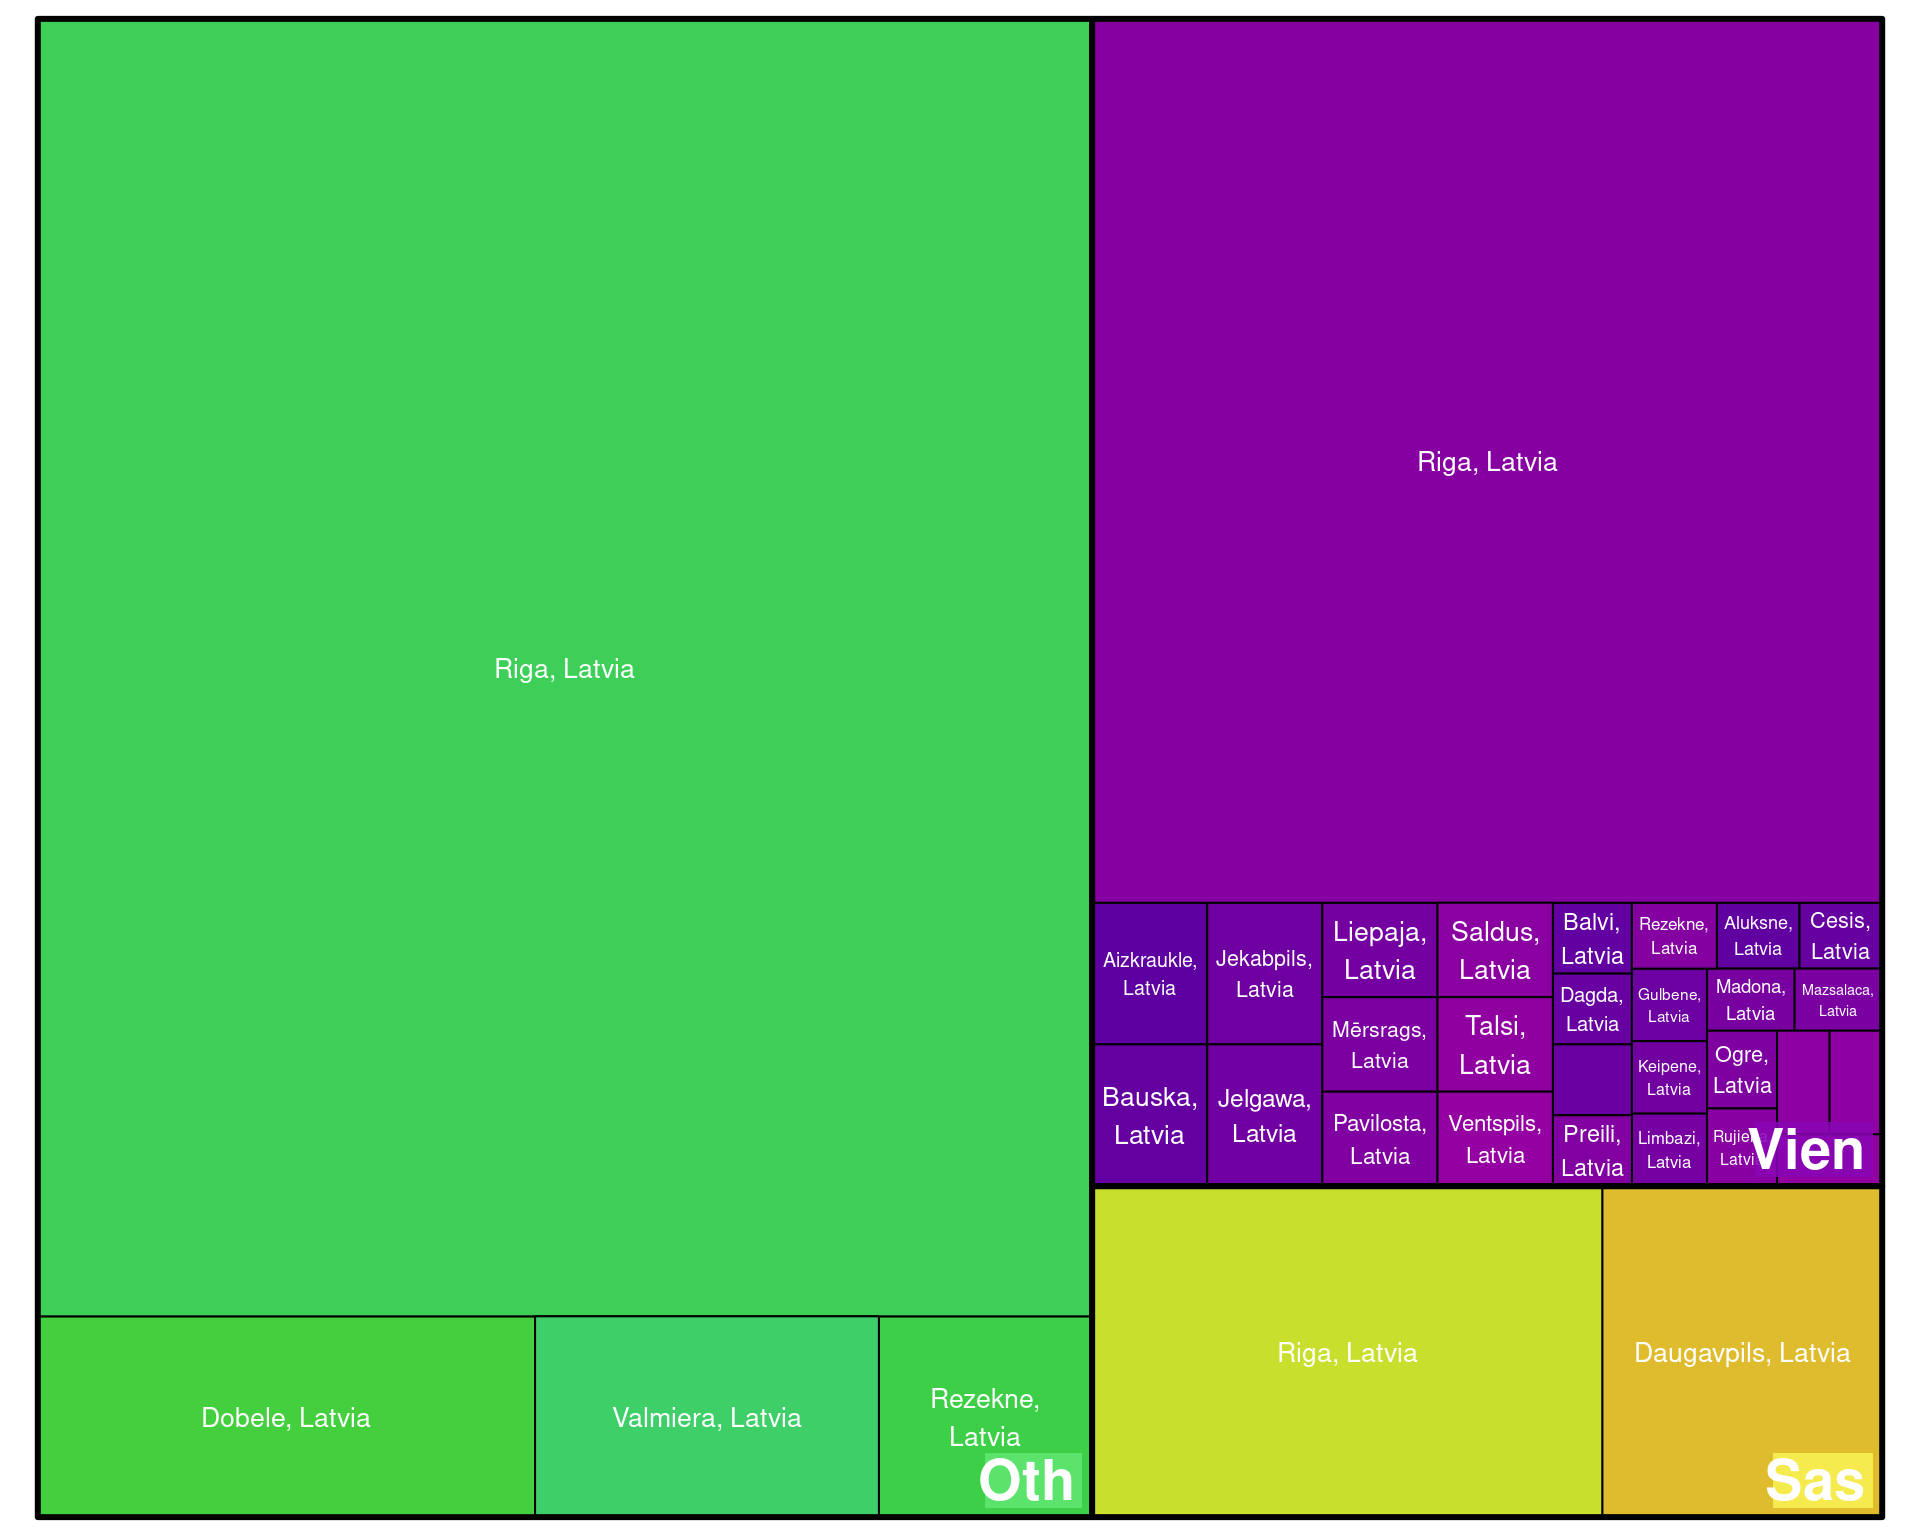 Riga, Latvia
Dobele, Latvia
Valmiera, Latvia
Rezekne,
Latvia
Oth
Riga, Latvia
Aizkraukle,
Latvia
Bauska,
Latvia
Jekabpils,
Latvia
Jelgawa,
Latvia
Liepaja,
Latvia
Mērsrags,
Latvia
Pavilosta,
Latvia
Saldus,
Latvia
Talsi,
Latvia
Ventspils,
Latvia
Balvi,
Latvia
Dagda,
Latvia
Preili,
Latvia
Rezekne,
Latvia
Aluksne,
Latvia
Cesis,
Latvia
Gulbene,
Latvia
Madona,
Latvia
Mazsalaca,
Latvia
Keipene,
Latvia
Ogre,
Latvia
Limbazi,
Latvia
Vien
Riga, Latvia
Daugavpils, Latvia
Sas